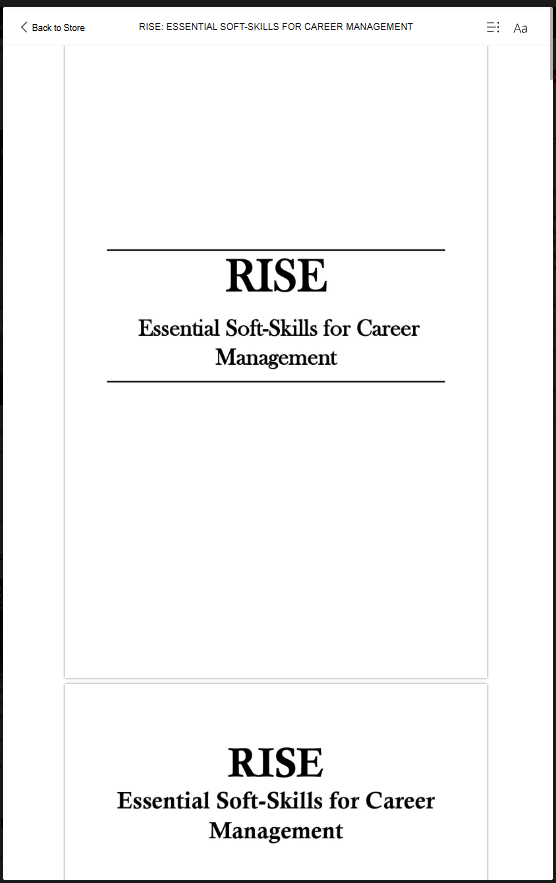 Back to Store
RISE: ESSENTIAL SOFT-SKILLS FOR CAREER MANAGEMENT
Aa
RISE
Essential Soft-Skills for Career
Management
RISE
Essential Soft-Skills for Career
Management